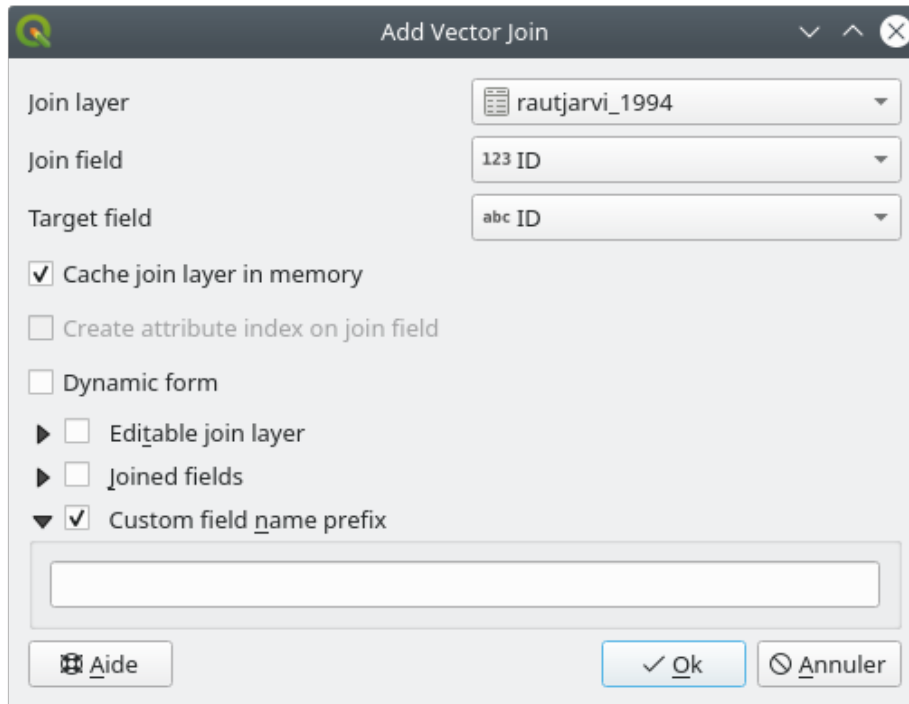 Add Vector Join
Join layer rautjarvi_1994
Join field 123 ID
Target field abc ID
Cache join layer in memory
Create attribute index on join field
Dynamic form
Editable join layer
Joined fields
Custom field name prefix
Aide Ok Annuler